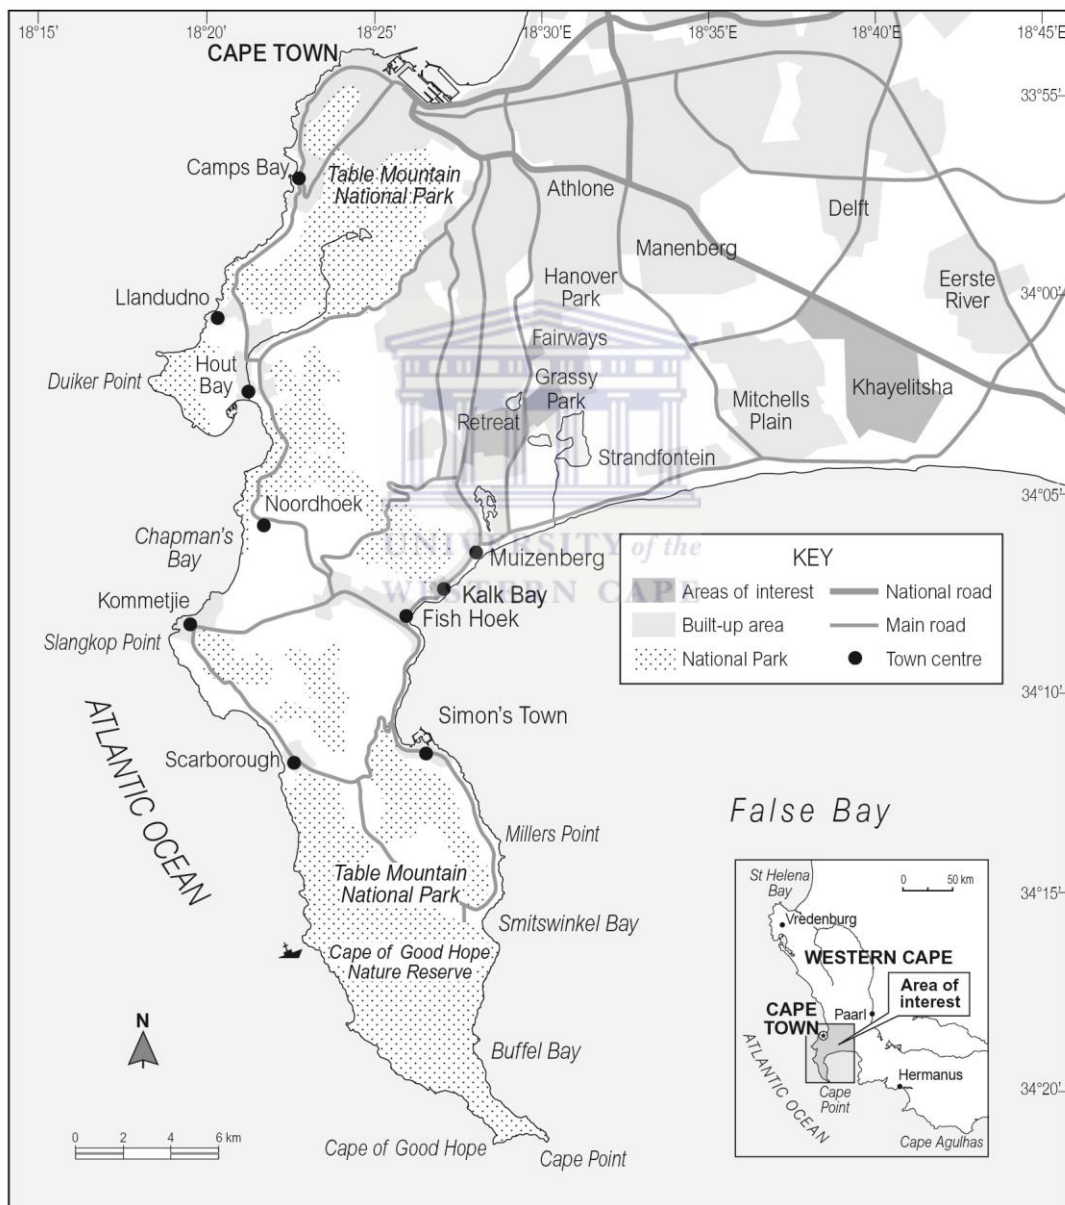 18°15'
18°20'
18°25'
18°30'E
18°35'E
18°40'E
18°45'E
CAPE TOWN
33°55'
Camps Bay
Table Mountain
National Park
Athlone
Delft
Manenberg
Hanover
Park
Eerste
River
34°00'
Llandudno
Fairways
Duiker Point
Hout
Bay
Grassy
Park
Khayelitsha
Mitchells
Plain
Retreat
Strandfontein
34°05'
Noordhoek
Chapman's
Bay
UNIVERSITY of the
WESTERN CAPE
Muizenberg
Kalk Bay
Fish Hoek
Kommetjie
Slangkop Point
KEY
Areas of interest
National road
Built-up area
Main road
National Park
Town centre
34°10'
Simon's Town
Scarborough
ATLANTIC OCEAN
False Bay
Millers Point
Table Mountain
National Park
34°15'
Smitswinkel Bay
Cape of Good Hope
Nature Reserve
N
Buffel Bay
34°20'
0 2 4 6 km
Cape of Good Hope
Cape Point
St Helena
Bay
0 50 km
Vredenburg
WESTERN CAPE
Area of
interest
CAPE
TOWN
Paarl
ATLANTIC OCEAN
Hermanus
Cape
Point
Cape Agulhas